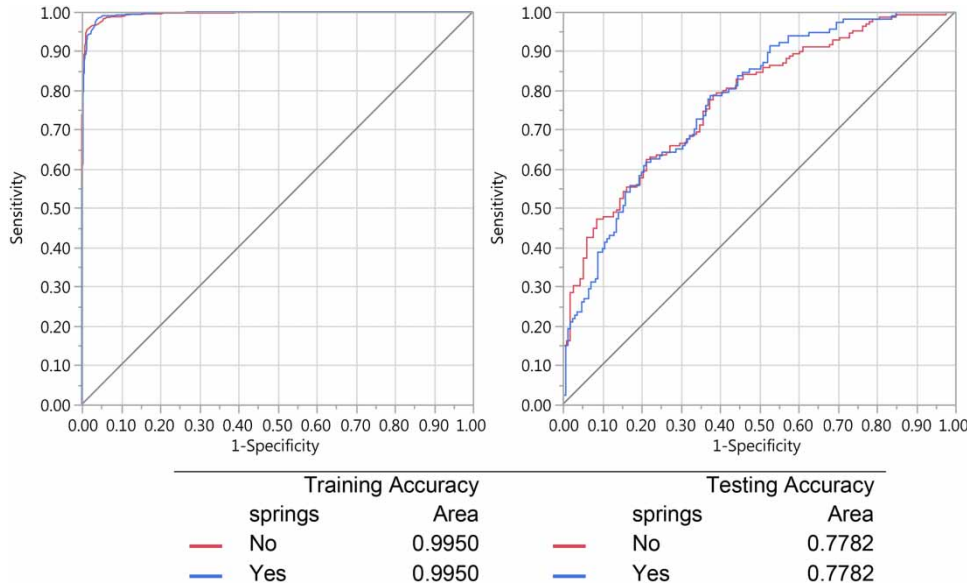 1.00 1.00
0.90 0.90
0.80 0.80
0.70 0.70
0.60 0.60
0.50 0.50
0.40 0.40
0.30 0.30
0.20 0.20
0.10 0.10
0.00 0.00
Sensitivity Sensitivity
0.00 0.10 0.20 0.30 0.40 0.50 0.60 0.70 0.80 0.90 1.00 0.00 0.10 0.20 0.30 0.40 0.50 0.60 0.70 0.80 0.90 1.00
1-Specificity 1-Specificity
Training Accuracy Testing Accuracy
springs Area springs Area
No 0.9950 No 0.7782
Yes 0.9950 Yes 0.7782